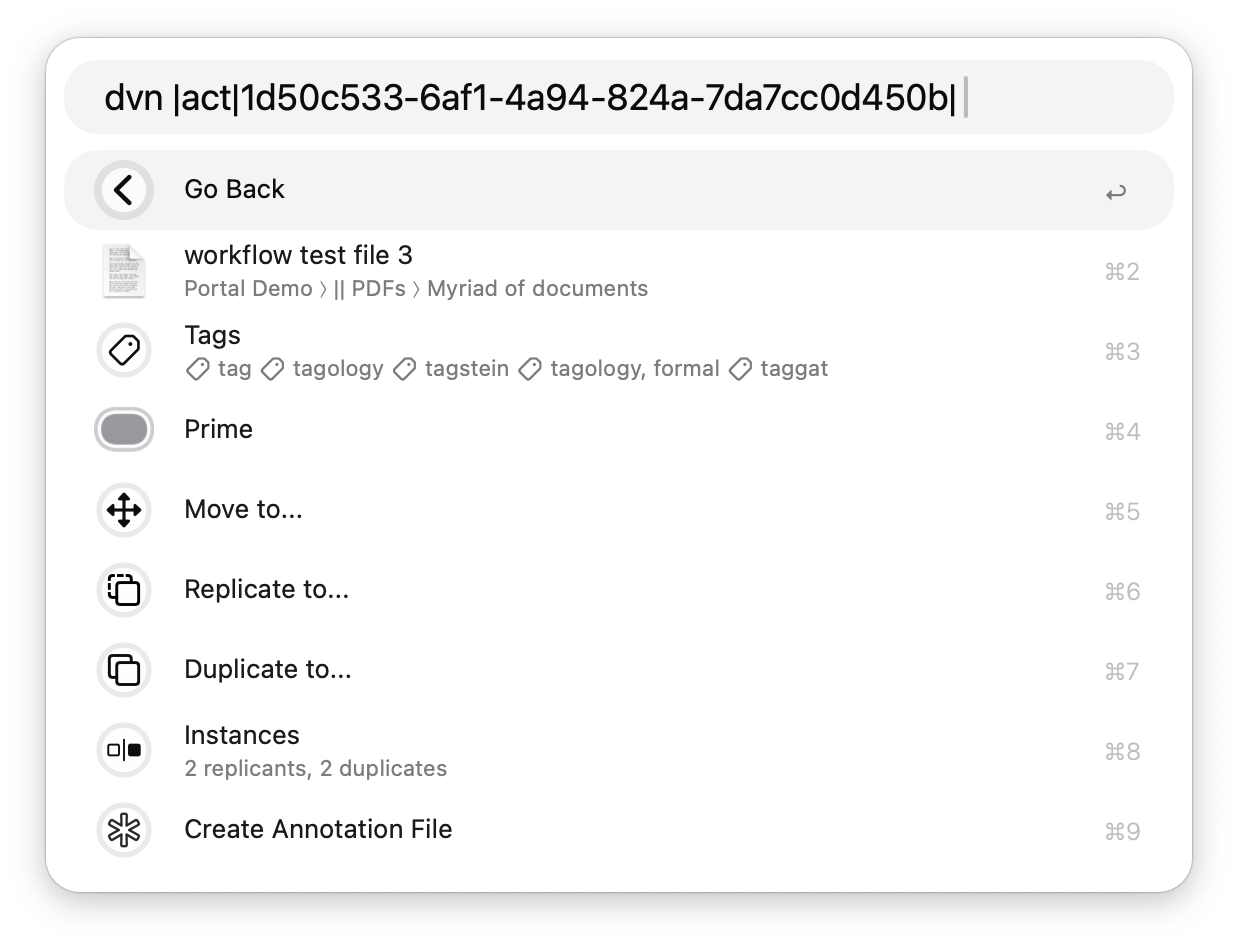 dvn |act|1d50c533-6af1-4a94-824a-7da7cc0d450b|
Go Back ↩
workflow test file 3
Portal Demo 〉|| PDFs 〉Myriad of documents
⌘2
Tags
tag tagology tagstein tagology, formal taggat
⌘3
Prime ⌘4
Move to... ⌘5
Replicate to... ⌘6
Duplicate to... ⌘7
Instances
2 replicants, 2 duplicates
⌘8
Create Annotation File ⌘9